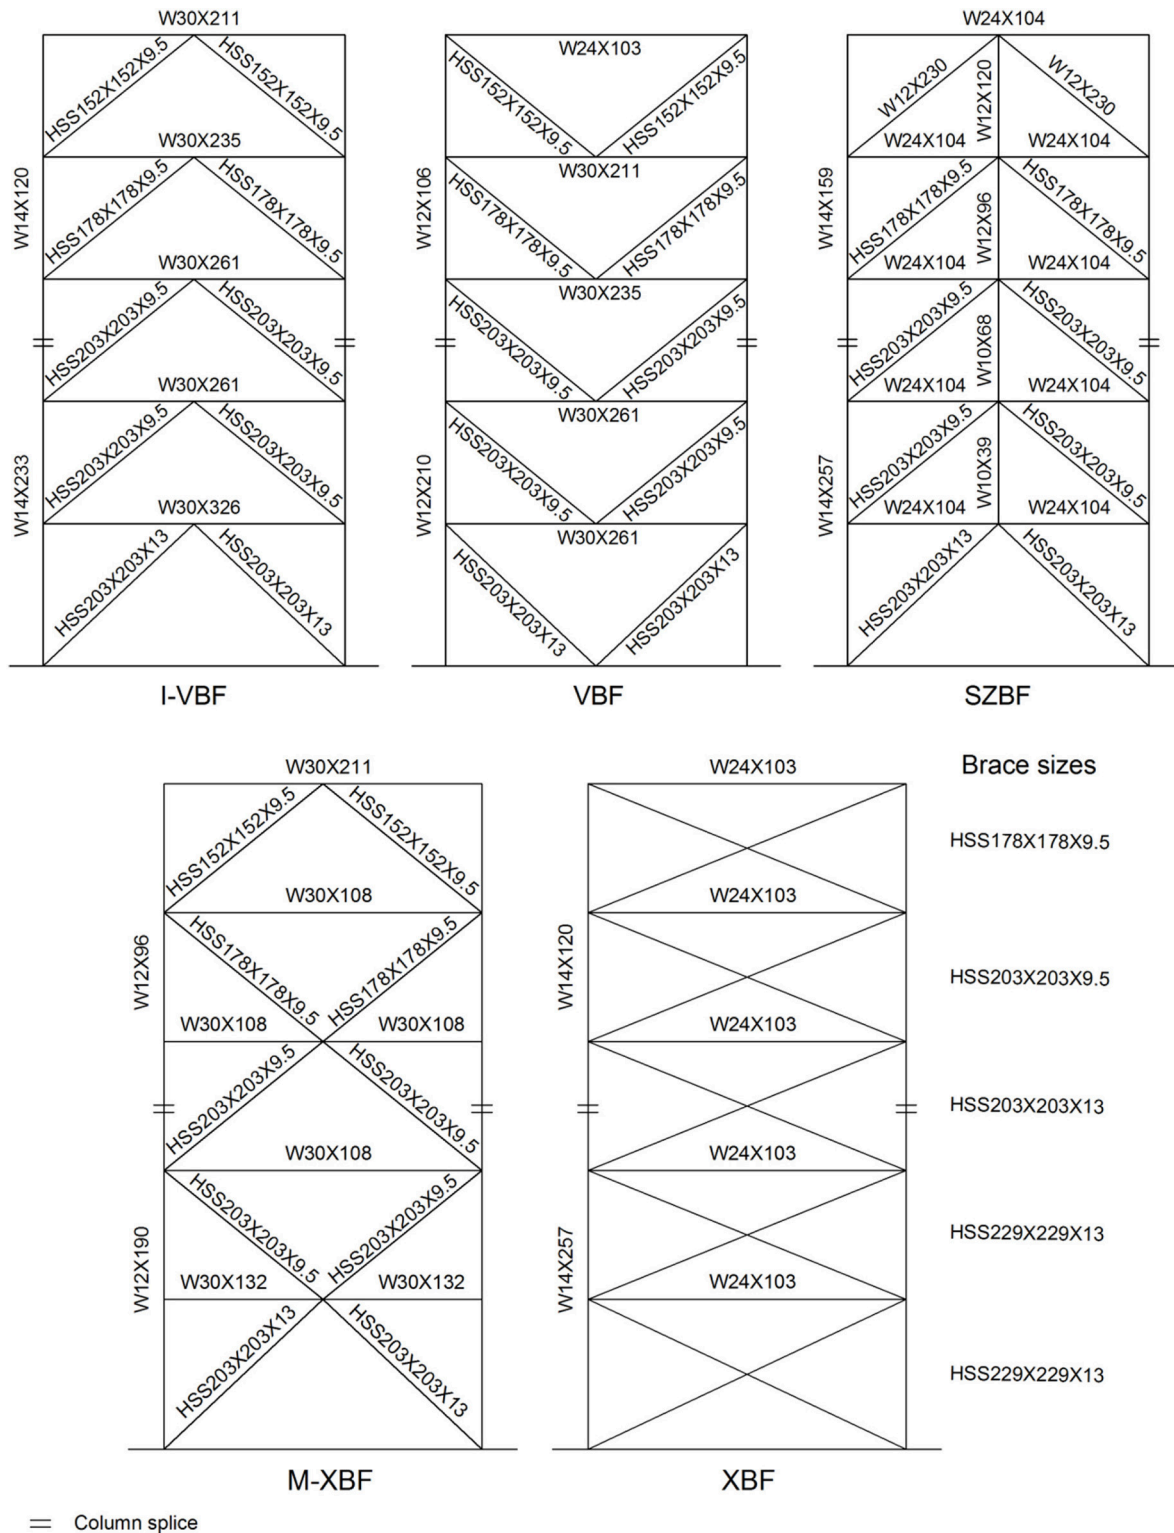 W30X211
HSS152X152X9.5
HSS152X152X9.5
W30X235
W14X120
HSS178X178X9.5
HSS178X178X9.5
W30X261
HSS203X203X9.5
HSS203X203X9.5
W30X261
W14X233
HSS203X203X9.5
HSS203X203X9.5
W30X326
HSS203X203X13
HSS203X203X13
I-VBF
W24X103
HSS152X152X9.5
HSS152X152X9.5
W30X211
W12X106
HSS178X178X9.5
HSS178X178X9.5
W30X235
HSS203X203X9.5
HSS203X203X9.5
W30X261
W12X210
HSS203X203X9.5
HSS203X203X9.5
W30X261
HSS203X203X13
HSS203X203X13
VBF
W24X104
W12X230
W12X120
W12X230
W24X104
W24X104
W14X159
HSS178X178X9.5
W12X96
HSS178X178X9.5
W24X104
W24X104
HSS203X203X9.5
W10X68
HSS203X203X9.5
W24X104
W24X104
W14X257
HSS203X203X9.5
W10X39
HSS203X203X9.5
W24X104
W24X104
HSS203X203X13
HSS203X203X13
SZBF
W30X211
HSS152X152X9.5
HSS152X152X9.5
W30X108
W12X96
HSS178X178X9.5
HSS178X178X9.5
W30X108
W30X108
HSS203X203X9.5
HSS203X203X9.5
W30X108
W12X190
HSS203X203X9.5
HSS203X203X9.5
W30X132
W30X132
HSS203X203X13
HSS203X203X13
M-XBF
W24X103
W24X103
W14X120
W24X103
W24X103
W14X257
W24X103
XBF
Brace sizes
HSS178X178X9.5
HSS203X203X9.5
HSS203X203X13
HSS229X229X13
HSS229X229X13
Column splice